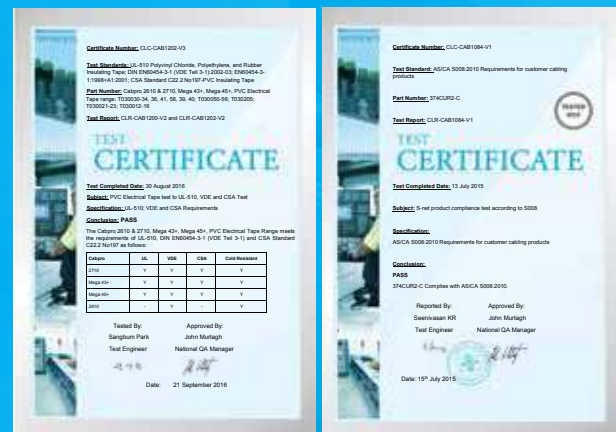 Certificate Number: CLC-CAB1202-V3
Test Standards: UL-510 Polyvinyl Chloride, Polyethylene, and Rubber
Insulating Tape; DIN EN60454-3-1 (VDE Teil 3-1):2002-03; EN60454-3-
1:1998+A1:2001; CSA Standard C22.2 No197-PVC Insulating Tape
Part Number: Cabpro 2610 & 2710, Mega 43+, Mega 45+, PVC Electrical
Tape range: T030030-34, 36, 41, 58, 39, 40; T030050-56; T030205;
T030021-23; T030012-16
Test Report: CLR-CAB1200-V2 and CLR-CAB1202-V2
TEST
CERTIFICATE
Test Completed Date: 30 August 2016
Subject: PVC Electrical Tape test to UL-510, VDE and CSA Test
Specification: UL-510; VDE and CSA Requirements
Conclusion: PASS
The Cabpro 2610 & 2710, Mega 43+, Mega 45+, PVC Electrical Tape Range meets
the requirements of UL-510, DIN EN60454-3-1 (VDE Teil 3-1) and CSA Standard
C22.2 No197 as follows:
Cabpro UL VDE CSA Cold Resistant
2710 Y Y Y Y
Mega 43+ Y Y Y Y
Mega 45+ Y Y Y Y
2610 - Y - Y
Tested By: Approved By:
Sangbum Park John Murtagh
Test Engineer National QA Manager
Date: 21 September 2016
Certificate Number: CLC-CAB1084-V1
Test Standard: AS/CA S008:2010 Requirements for customer cabling
products
Part Number: 374CUR2-C
Test Report: CLR-CAB1084-V1
TEST
CERTIFICATE
Test Completed Date: 13 July 2015
Subject: S-net product compliance test according to S008
Specification:
AS/CA S008:2010 Requirements for customer cabling products
Conclusion:
PASS
374CUR2-C Complies with AS/CA S008:2010.
Reported By: Approved By:
Seenivasan KR John Murtagh
Test Engineer National QA Manager
Date: 15th July 2015